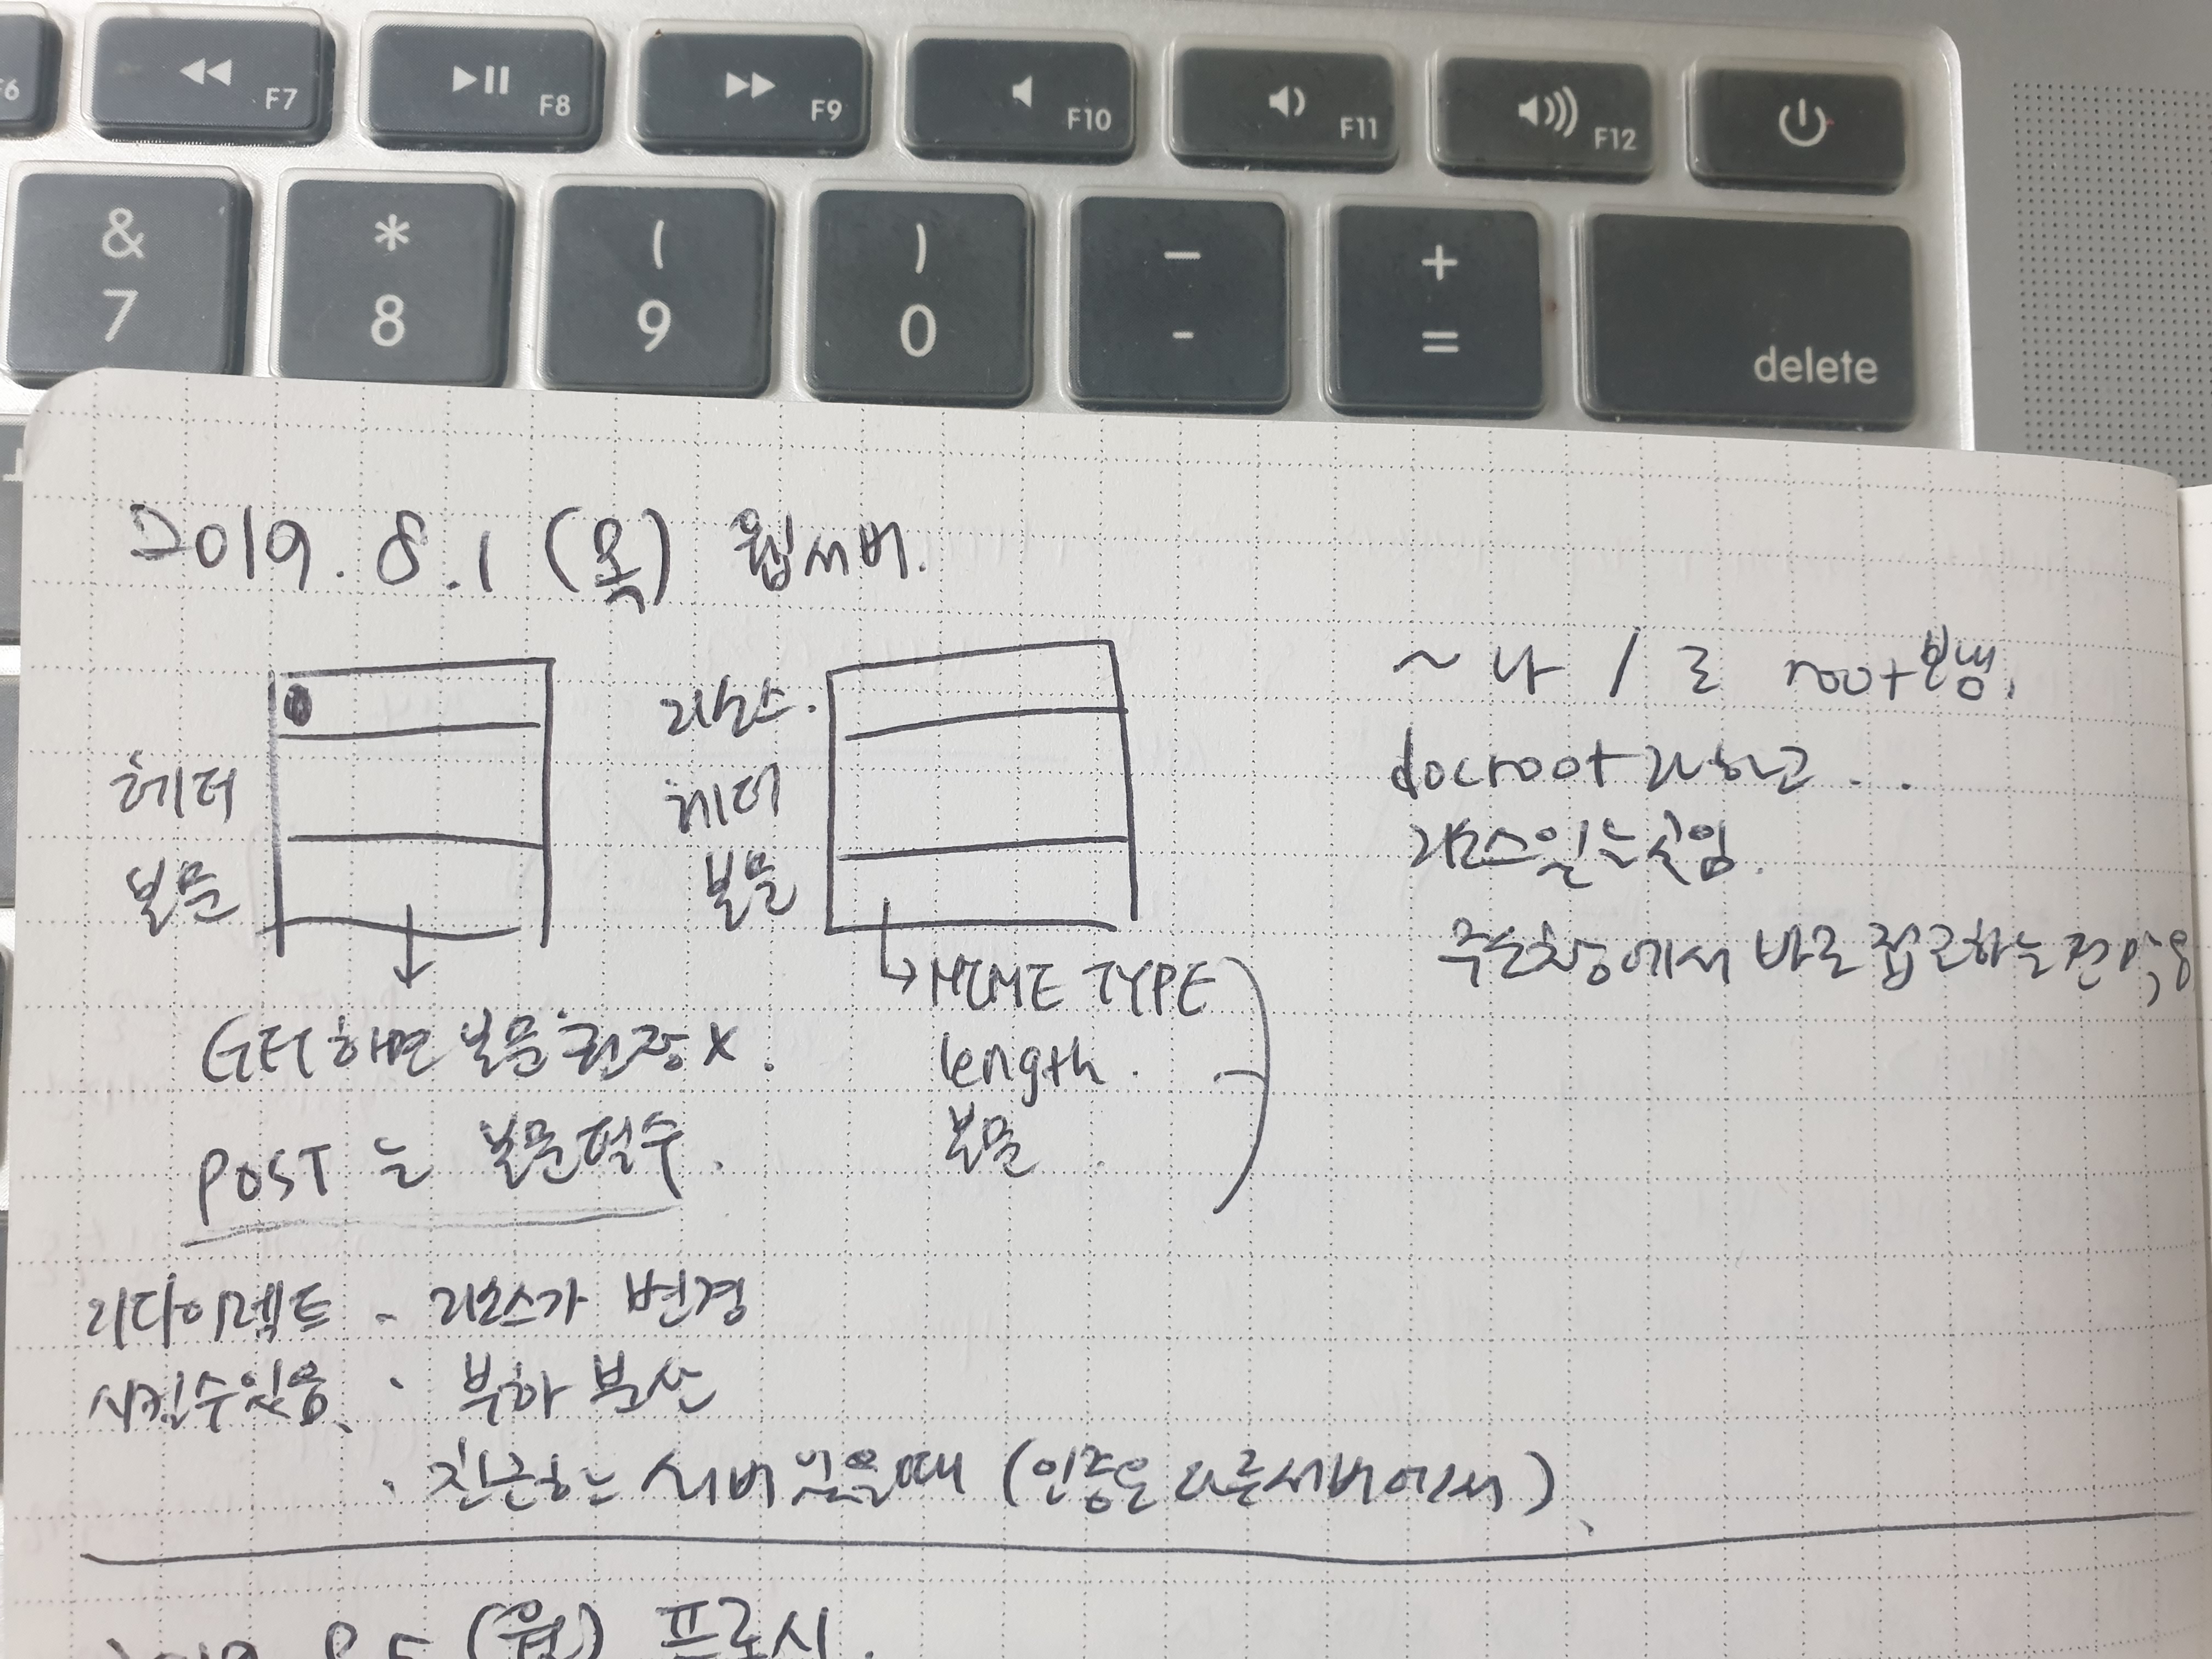 F6 F7 F8 F9 F10 F11 F12
& * ( ) — +
7 8 9 0 - =
delete
2019. 8.1 (목) 웹서버.
리소스.
헤더 헤더
본문 본문
GET하면 본문권장 X.
POST 는 본문필수.
MIME TYPE
length.
본문
~ 나 / 로 root 보냄.
docroot 라하고...
리소스 있는 곳임.
주소창에서 바로 접근하는건
리다이렉트 - 리소스가 변경
시킬수있음. · 부하 분산
· 친근하는 서버 있을때 (인증은 다른서버에서).
2019. 8.5 (월) 프록시.